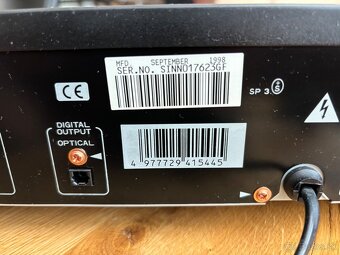 MFD. SEPTEMBER 1998
SER.NO. SINN017623GF
CE
SP 3.
S
DIGITAL
OUTPUT
OPTICAL
4 977729 415445